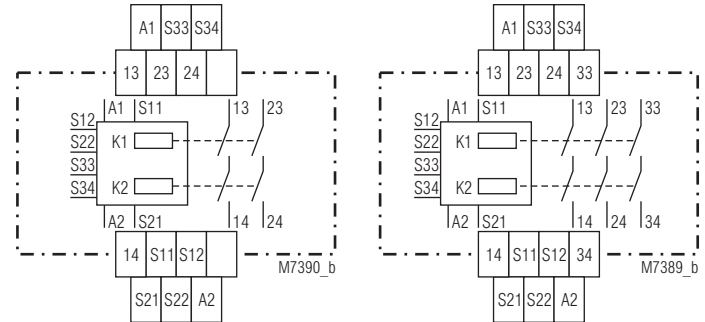 A1 S33 S34
13 23 24
A1 S11 13 23
S12
S22 K1
S33
S34 K2
A2 S21 14 24
14 S11 S12
M7390_b
S21 S22 A2
A1 S33 S34
13 23 24 33
A1 S11 13 23 33
S12
S22 K1
S33
S34 K2
A2 S21 14 24 34
14 S11 S12 34
M7389_b
S21 S22 A2